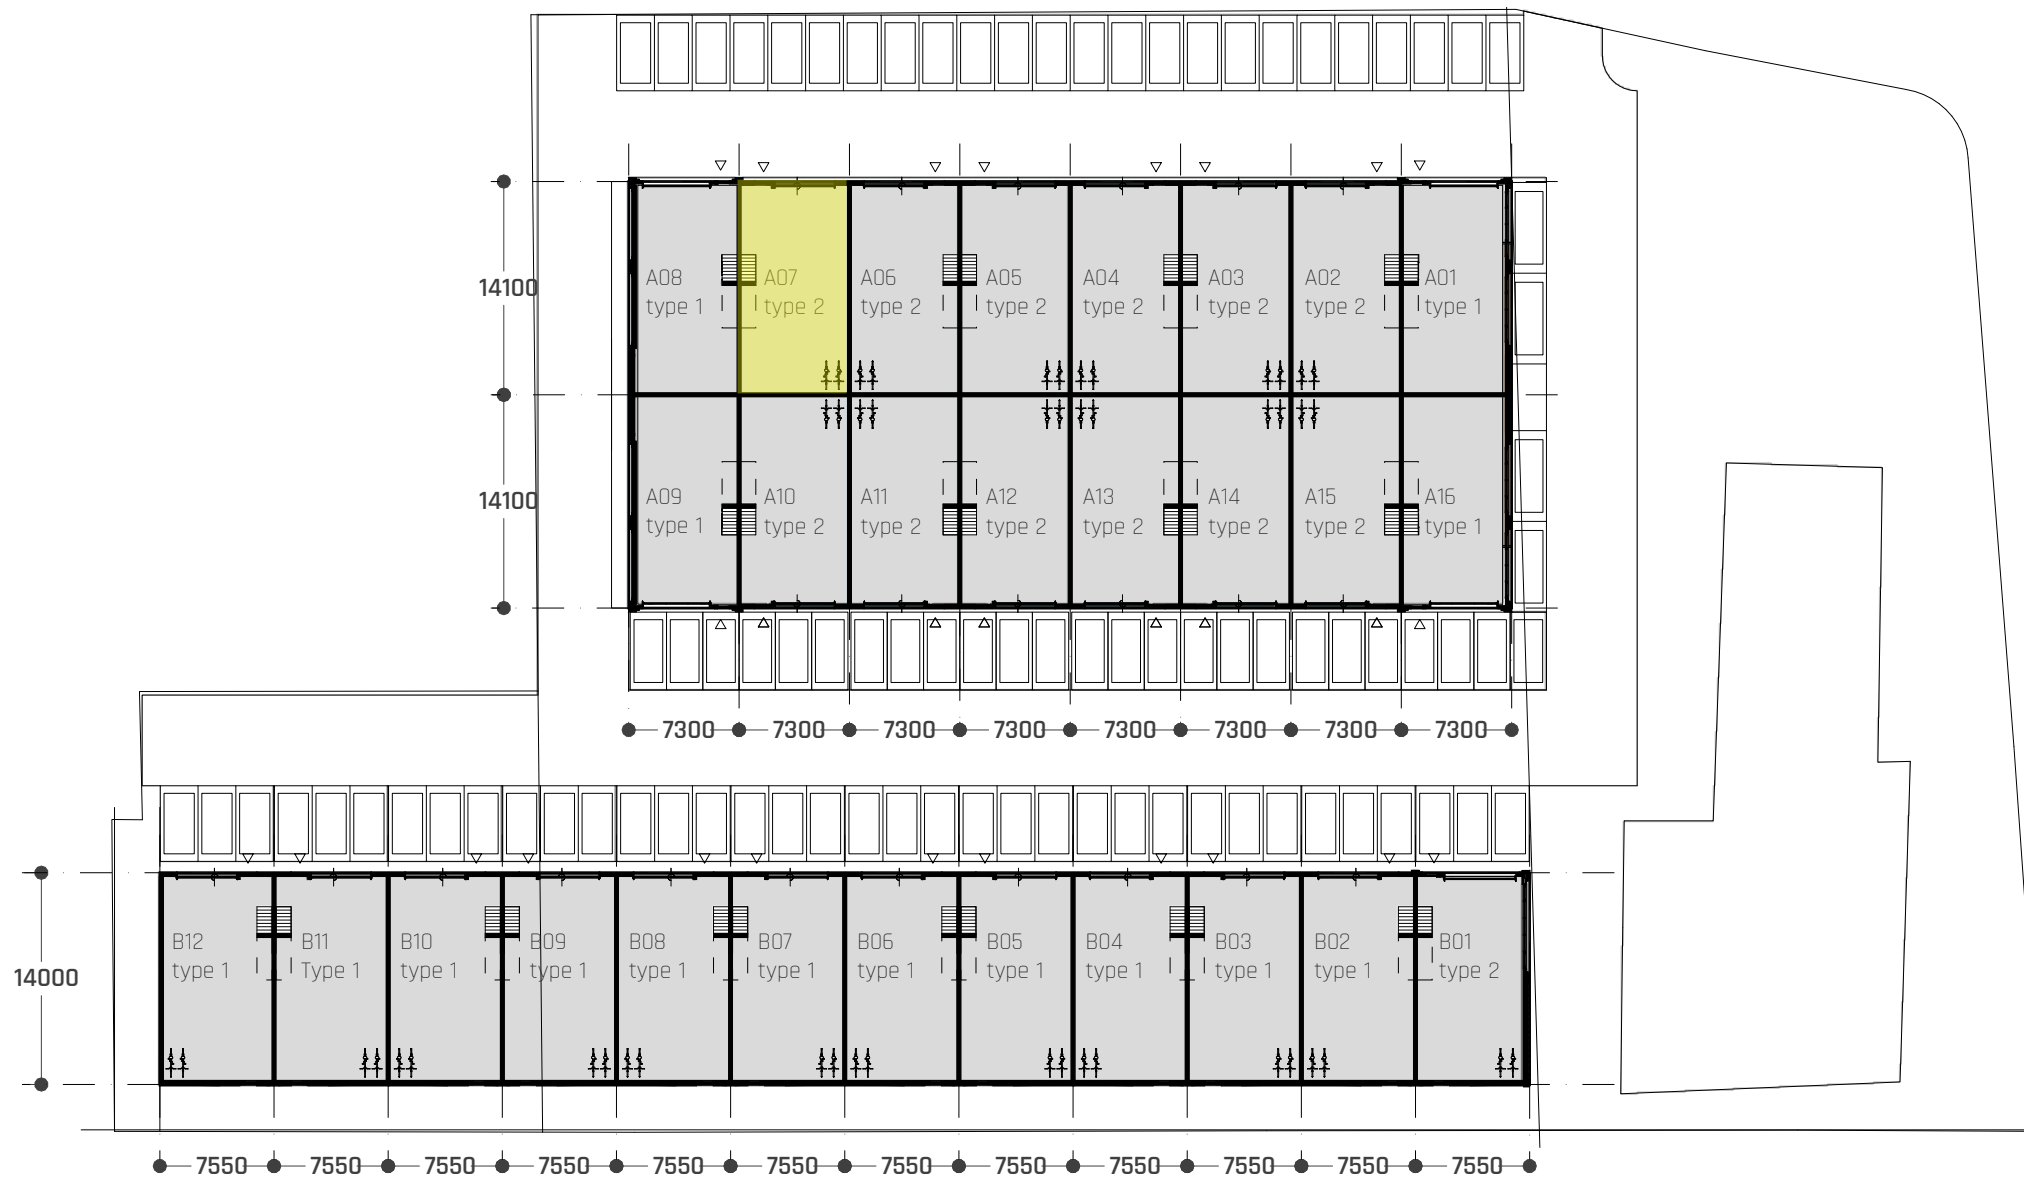 A08
type 1
A07
type 2
A06
type 2
A05
type 2
A04
type 2
A03
type 2
A02
type 2
A01
type 1
14100
A09
type 1
A10
type 2
A11
type 2
A12
type 2
A13
type 2
A14
type 2
A15
type 2
A16
type 1
14100
7300 7300 7300 7300 7300 7300 7300 7300
B12
type 1
B11
Type 1
B10
type 1
B09
type 1
B08
type 1
B07
type 1
B06
type 1
B05
type 1
B04
type 1
B03
type 1
B02
type 1
B01
type 2
14000
7550 7550 7550 7550 7550 7550 7550 7550 7550 7550 7550 7550